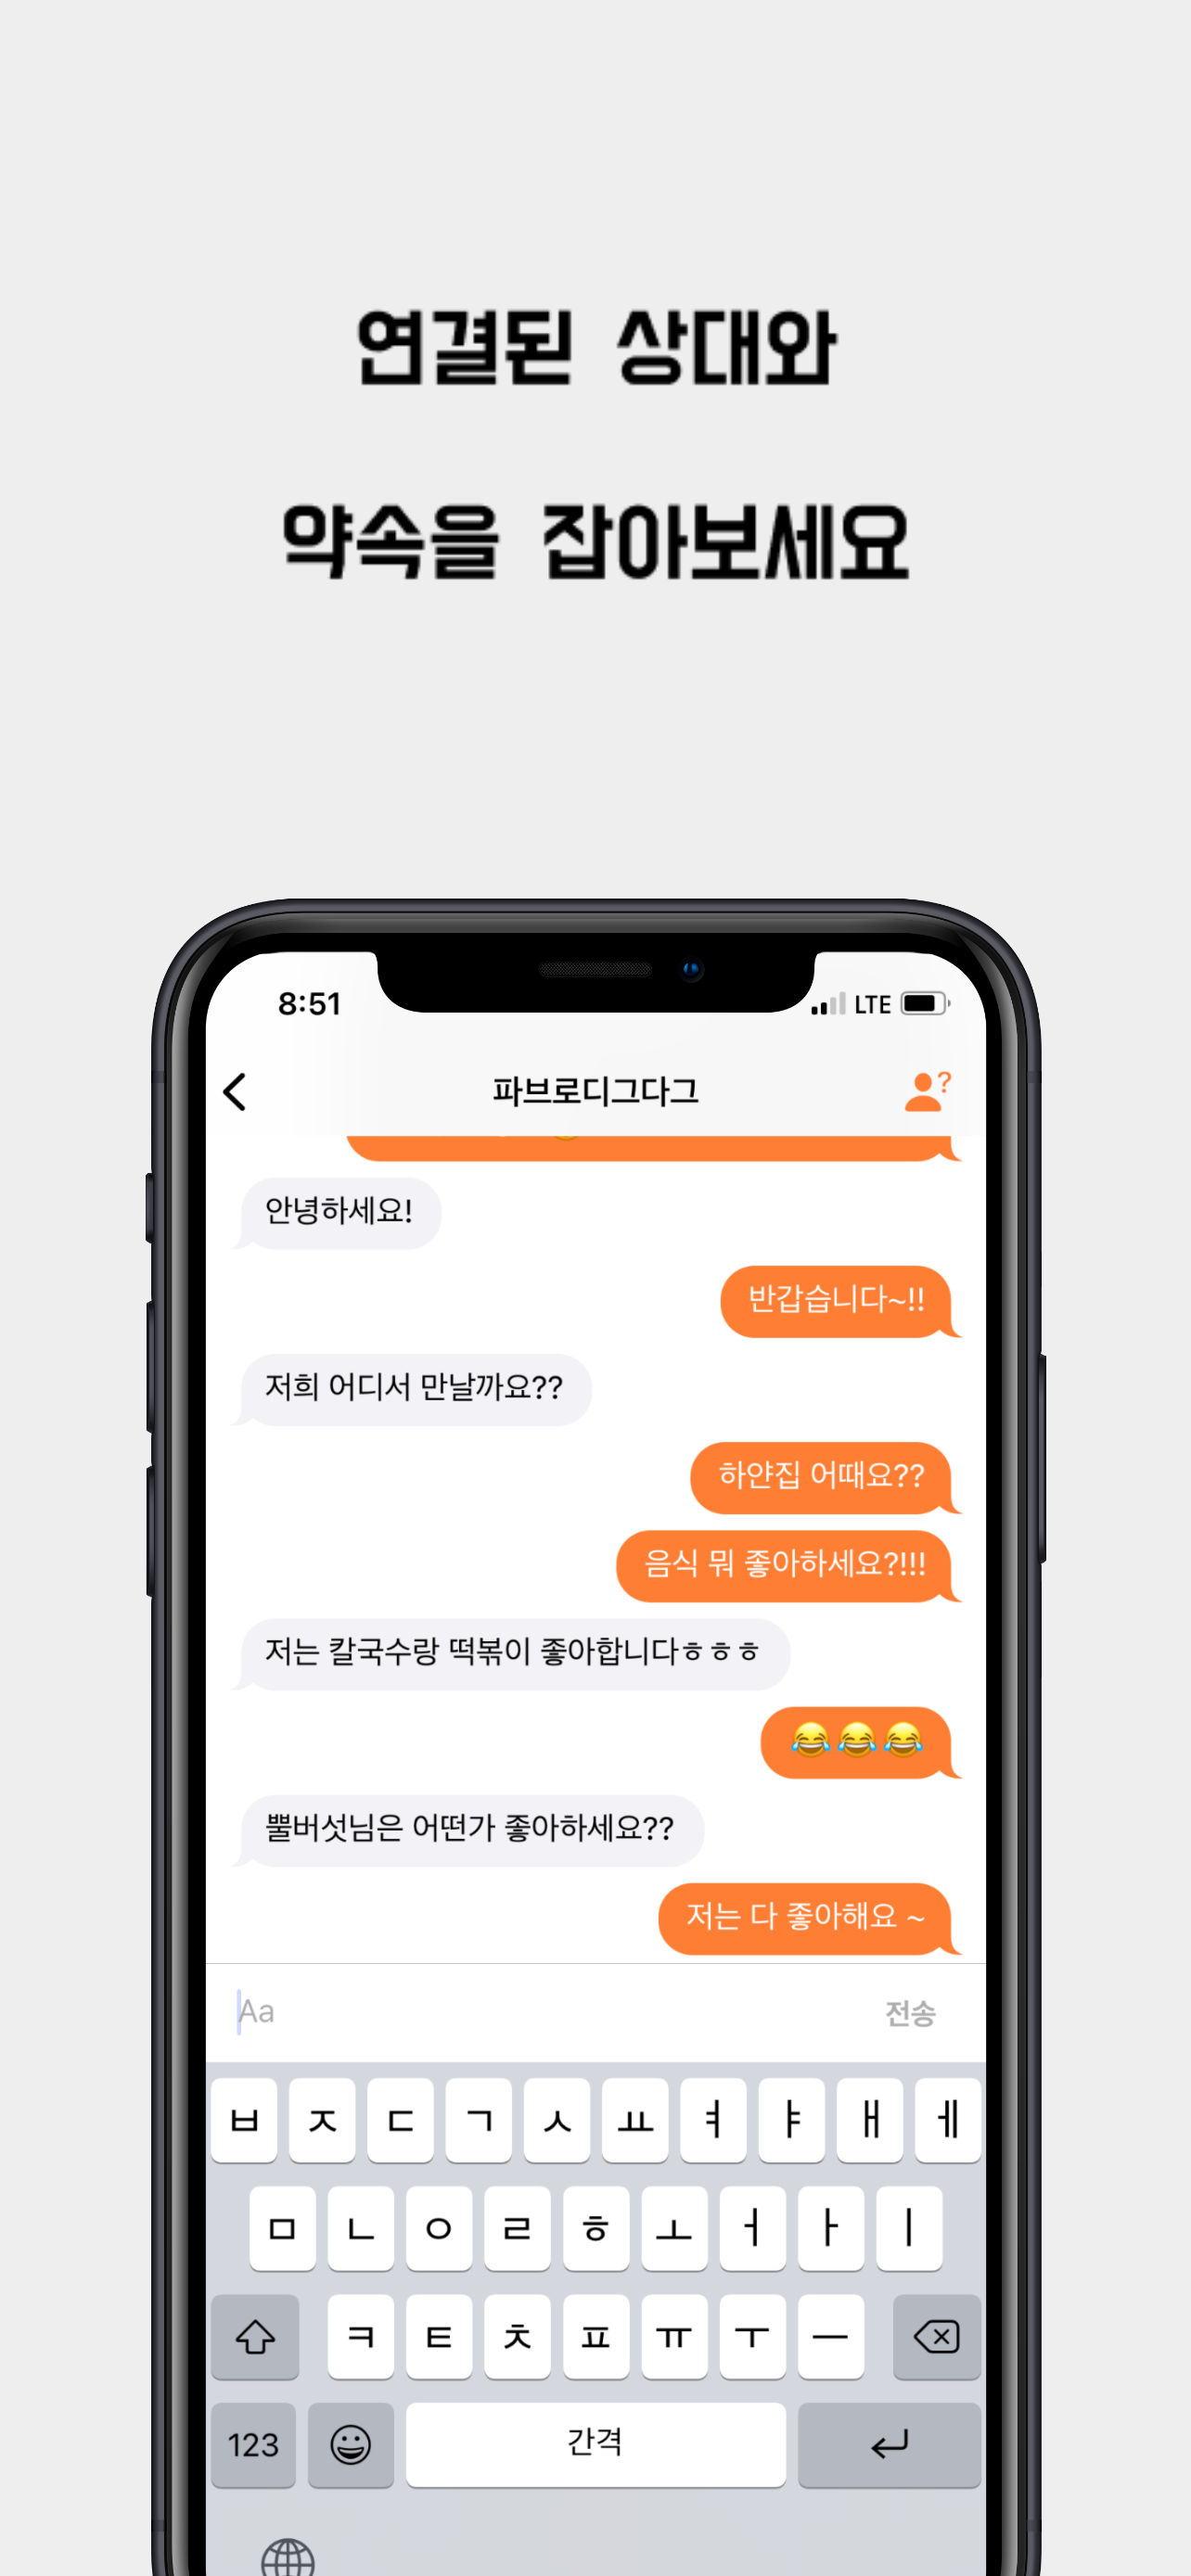 연결된 상대와
약속을 잡아보세요
8:51 LTE
파브로디그다그 ?
안녕하세요!
반갑습니다~!!
저희 어디서 만날까요??
하얀집 어때요??
음식 뭐 좋아하세요?!!!
저는 칼국수랑 떡볶이 좋아합니다ㅎㅎㅎ
😂😂😂
뿔버섯님은 어떤가 좋아하세요??
저는 다 좋아해요 ~
Aa 전송
ㅂ ㅈ ㄷ ㄱ ㅅ ㅛ ㅕ ㅑ ㅐ ㅔ
ㅁ ㄴ ㅇ ㄹ ㅎ ㅗ ㅓ ㅏ ㅣ
ㅋ ㅌ ㅊ ㅍ ㅠ ㅜ ㅡ
123 간격